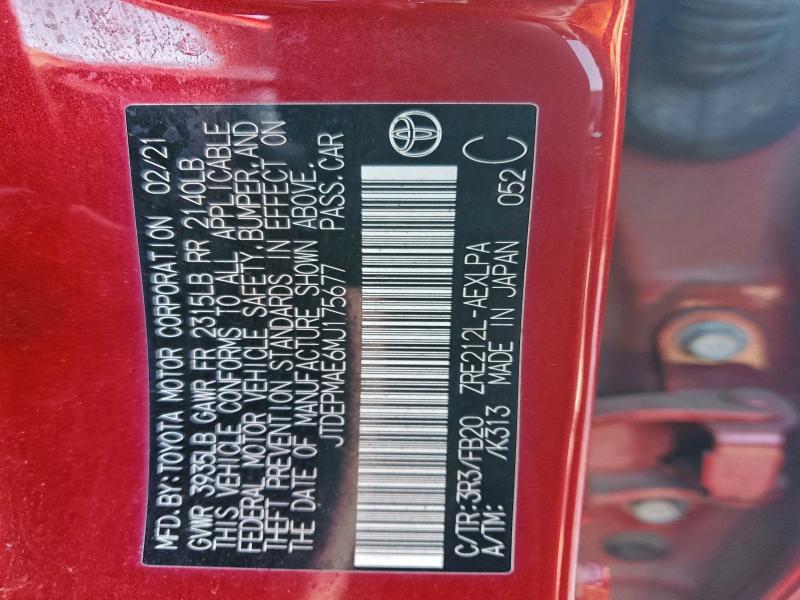 MFD. BY: TOYOTA MOTOR CORPORATION 02/21
GVWR 3935LB GAWR FR 2315LB RR 2140LB
THIS VEHICLE CONFORMS TO ALL APPLICABLE
FEDERAL MOTOR VEHICLE SAFETY, BUMPER, AND
THEFT PREVENTION STANDARDS IN EFFECT ON
THE DATE OF MANUFACTURE SHOWN ABOVE.
JTDEPMAE6MJ175677 PASS. CAR
C/TR: 3R3/FB20 ZRE212L-AEXLPA 052 C
A/TM: /K313 MADE IN JAPAN